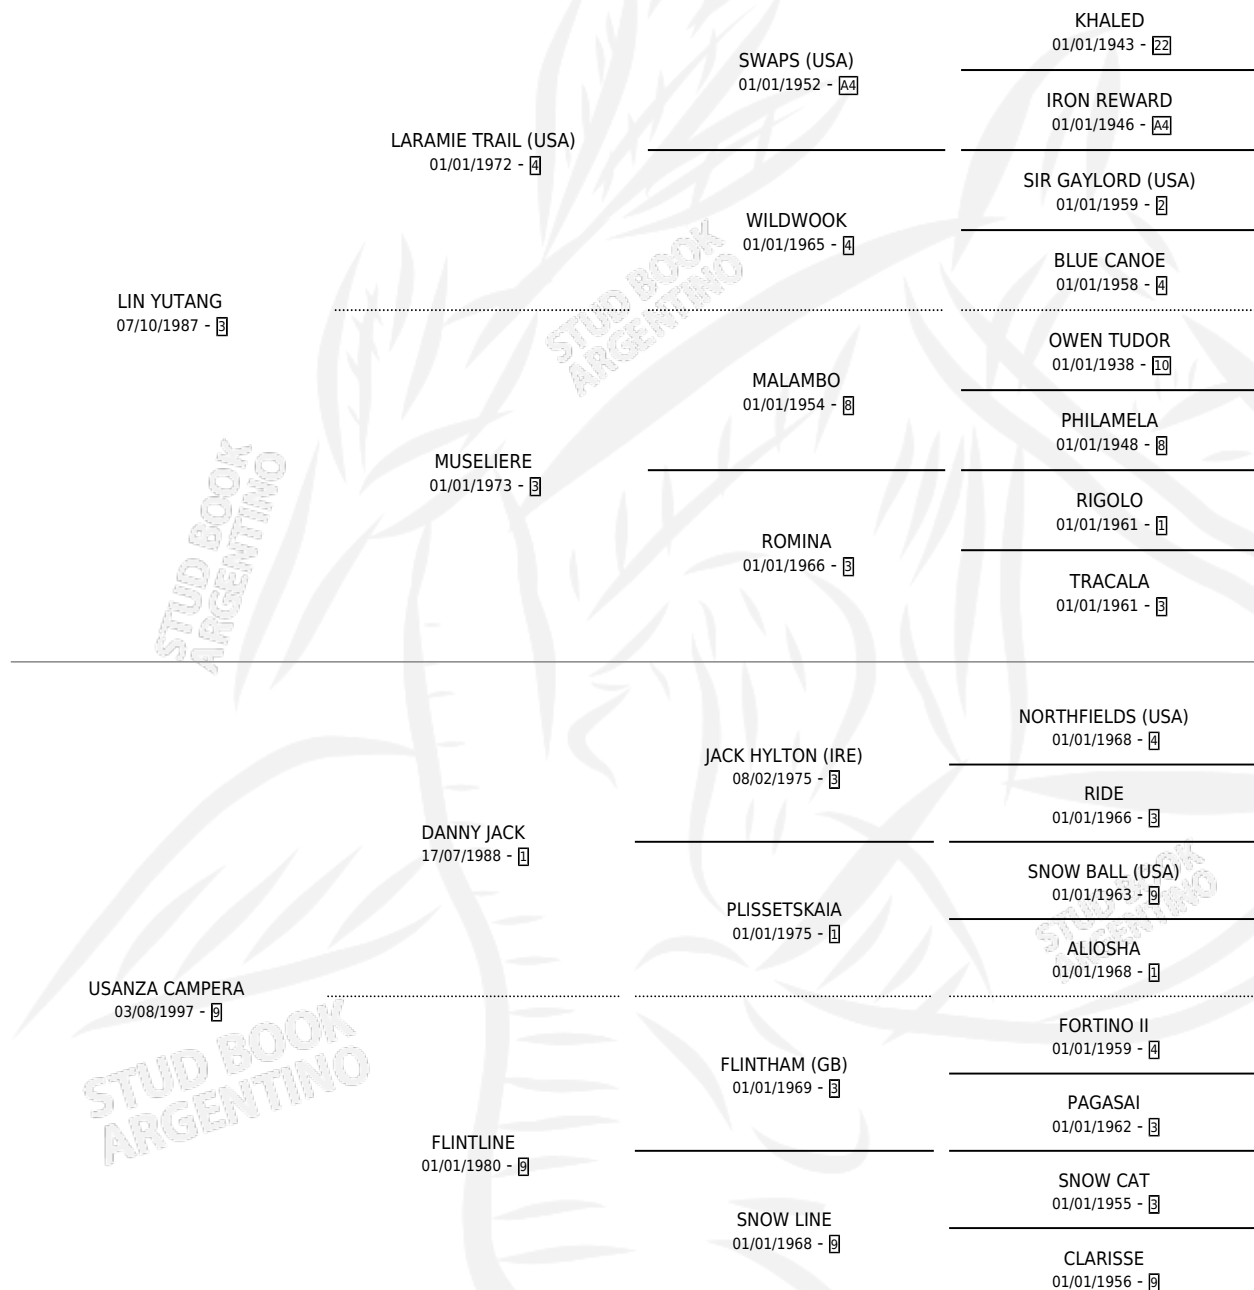 KHALED
01/01/1943 - 22
SWAPS (USA)
01/01/1952 - A4
IRON REWARD
01/01/1946 - A4
LARAMIE TRAIL (USA)
01/01/1972 - 4
SIR GAYLORD (USA)
01/01/1959 - 2
WILDWOOK
01/01/1965 - 4
BLUE CANOE
01/01/1958 - 4
LIN YUTANG
07/10/1987 - 3
OWEN TUDOR
01/01/1938 - 10
MALAMBO
01/01/1954 - 8
PHILAMELA
01/01/1948 - 8
MUSELIERE
01/01/1973 - 3
RIGOLO
01/01/1961 - 1
ROMINA
01/01/1966 - 3
TRACALA
01/01/1961 - 3
STUD BOOK
ARGENTINO
STUD BOOK
ARGENTINO
NORTHFIELDS (USA)
01/01/1968 - 4
JACK HYLTON (IRE)
08/02/1975 - 3
RIDE
01/01/1966 - 3
DANNY JACK
17/07/1988 - 1
SNOW BALL (USA)
01/01/1963 - 9
PLISSETSKAIA
01/01/1975 - 1
ALIOSHA
01/01/1968 - 1
STUD BOOK
ARGENTINO
USANZA CAMPERA
03/08/1997 - 9
FORTINO II
01/01/1959 - 4
FLINTHAM (GB)
01/01/1969 - 3
PAGASAI
01/01/1962 - 3
FLINTLINE
01/01/1980 - 9
SNOW CAT
01/01/1955 - 3
SNOW LINE
01/01/1968 - 9
CLARISSE
01/01/1956 - 9
STUD BOOK
ARGENTINO